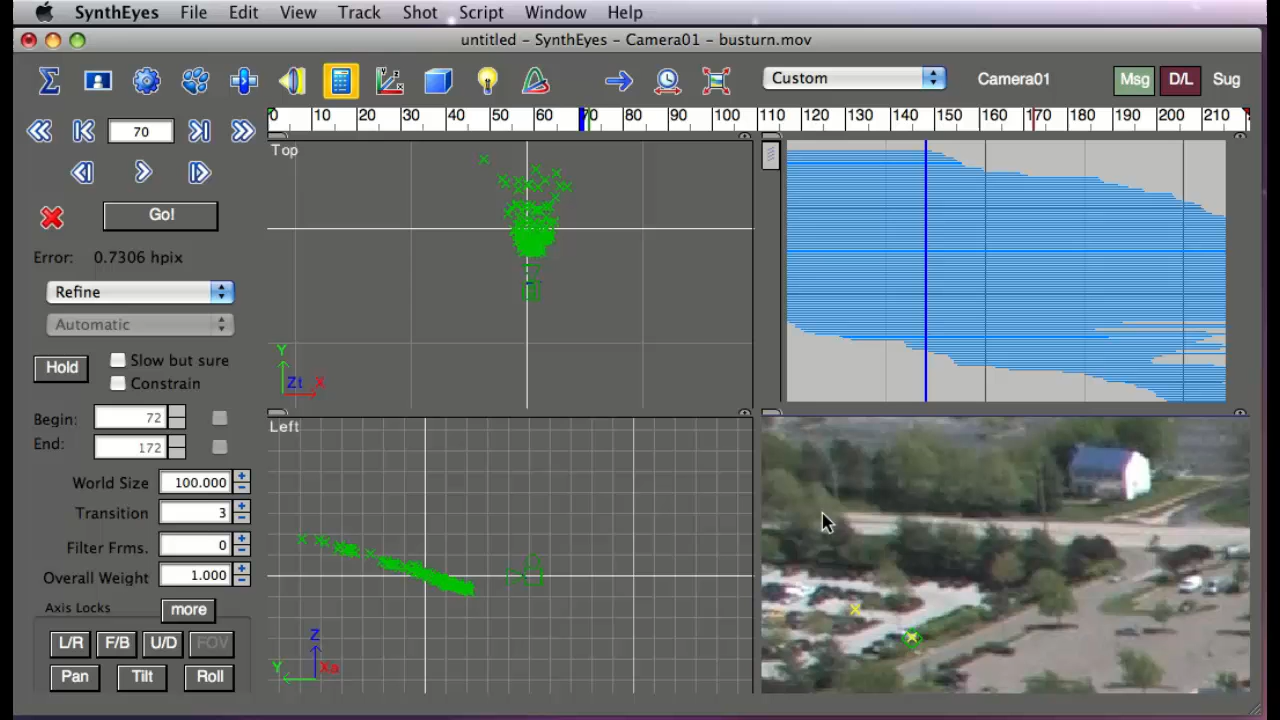 SynthEyes File Edit View Track Shot Script Window Help
untitled - SynthEyes - Camera01 - busturn.mov
Custom Camera01 Msg D/L Sug
70
0 10 20 30 40 50 60 70 80 90 100 110 120 130 140 150 160 170 180 190 200 210
Go!
Error: 0.7306 hpix
Refine
Automatic
Hold
Slow but sure
Constrain
Begin: 72
End: 172
World Size 100.000
Transition 3
Filter Frms. 0
Overall Weight 1.000
Axis Locks more
L/R F/B U/D FOV
Pan Tilt Roll
Top
Y
Zt X
Left
Z
Y Xa